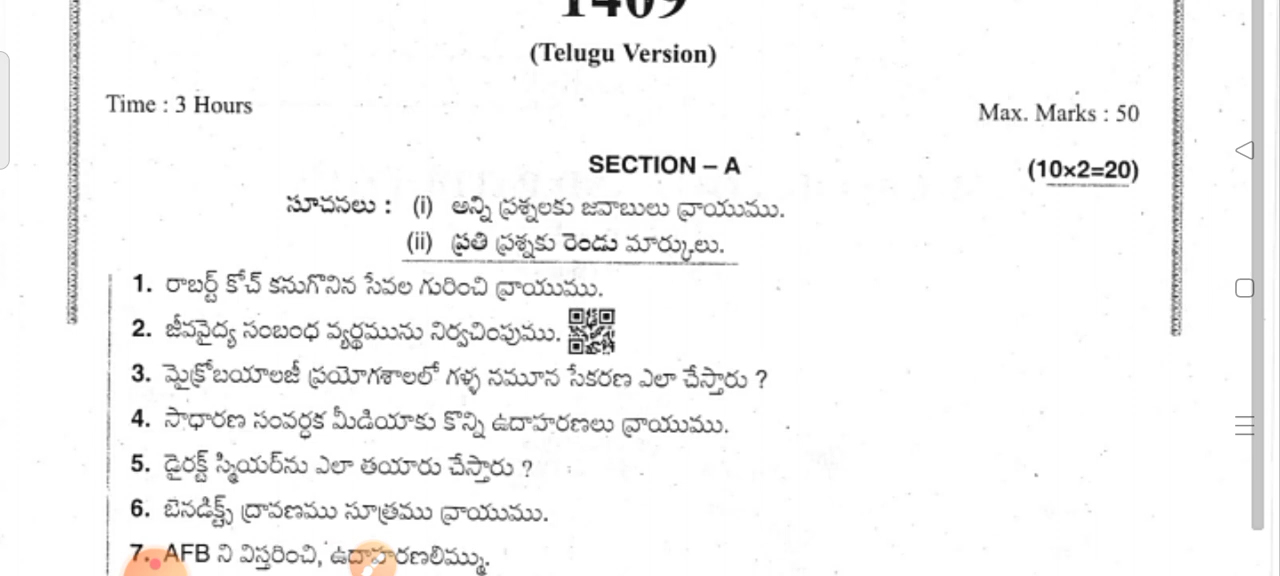 1409
(Telugu Version)
Time : 3 Hours
Max. Marks : 50
SECTION – A
(10×2=20)
సూచనలు : (i) అన్ని ప్రశ్నలకు జవాబులు వ్రాయుము.
(ii) ప్రతి ప్రశ్నకు రెండు మార్కులు.
1. రాబర్ట్ కోచ్ కనుగొనిన సేవల గురించి వ్రాయుము.
2. జీవవైద్య సంబంధ వ్యర్థమును నిర్వచింపుము.
3. మైక్రోబయాలజీ ప్రయోగశాలలో గళ్ళ నమూన సేకరణ ఎలా చేస్తారు ?
4. సాధారణ సంవర్ధక మీడియాకు కొన్ని ఉదాహరణలు వ్రాయుము.
5. డైరక్ట్ స్మియర్‌ను ఎలా తయారు చేస్తారు ?
6. బెనడిక్ట్స్ ద్రావణము సూత్రము వ్రాయుము.
7. AFB ని విస్తరించి, ఉదాహరణలిమ్ము.